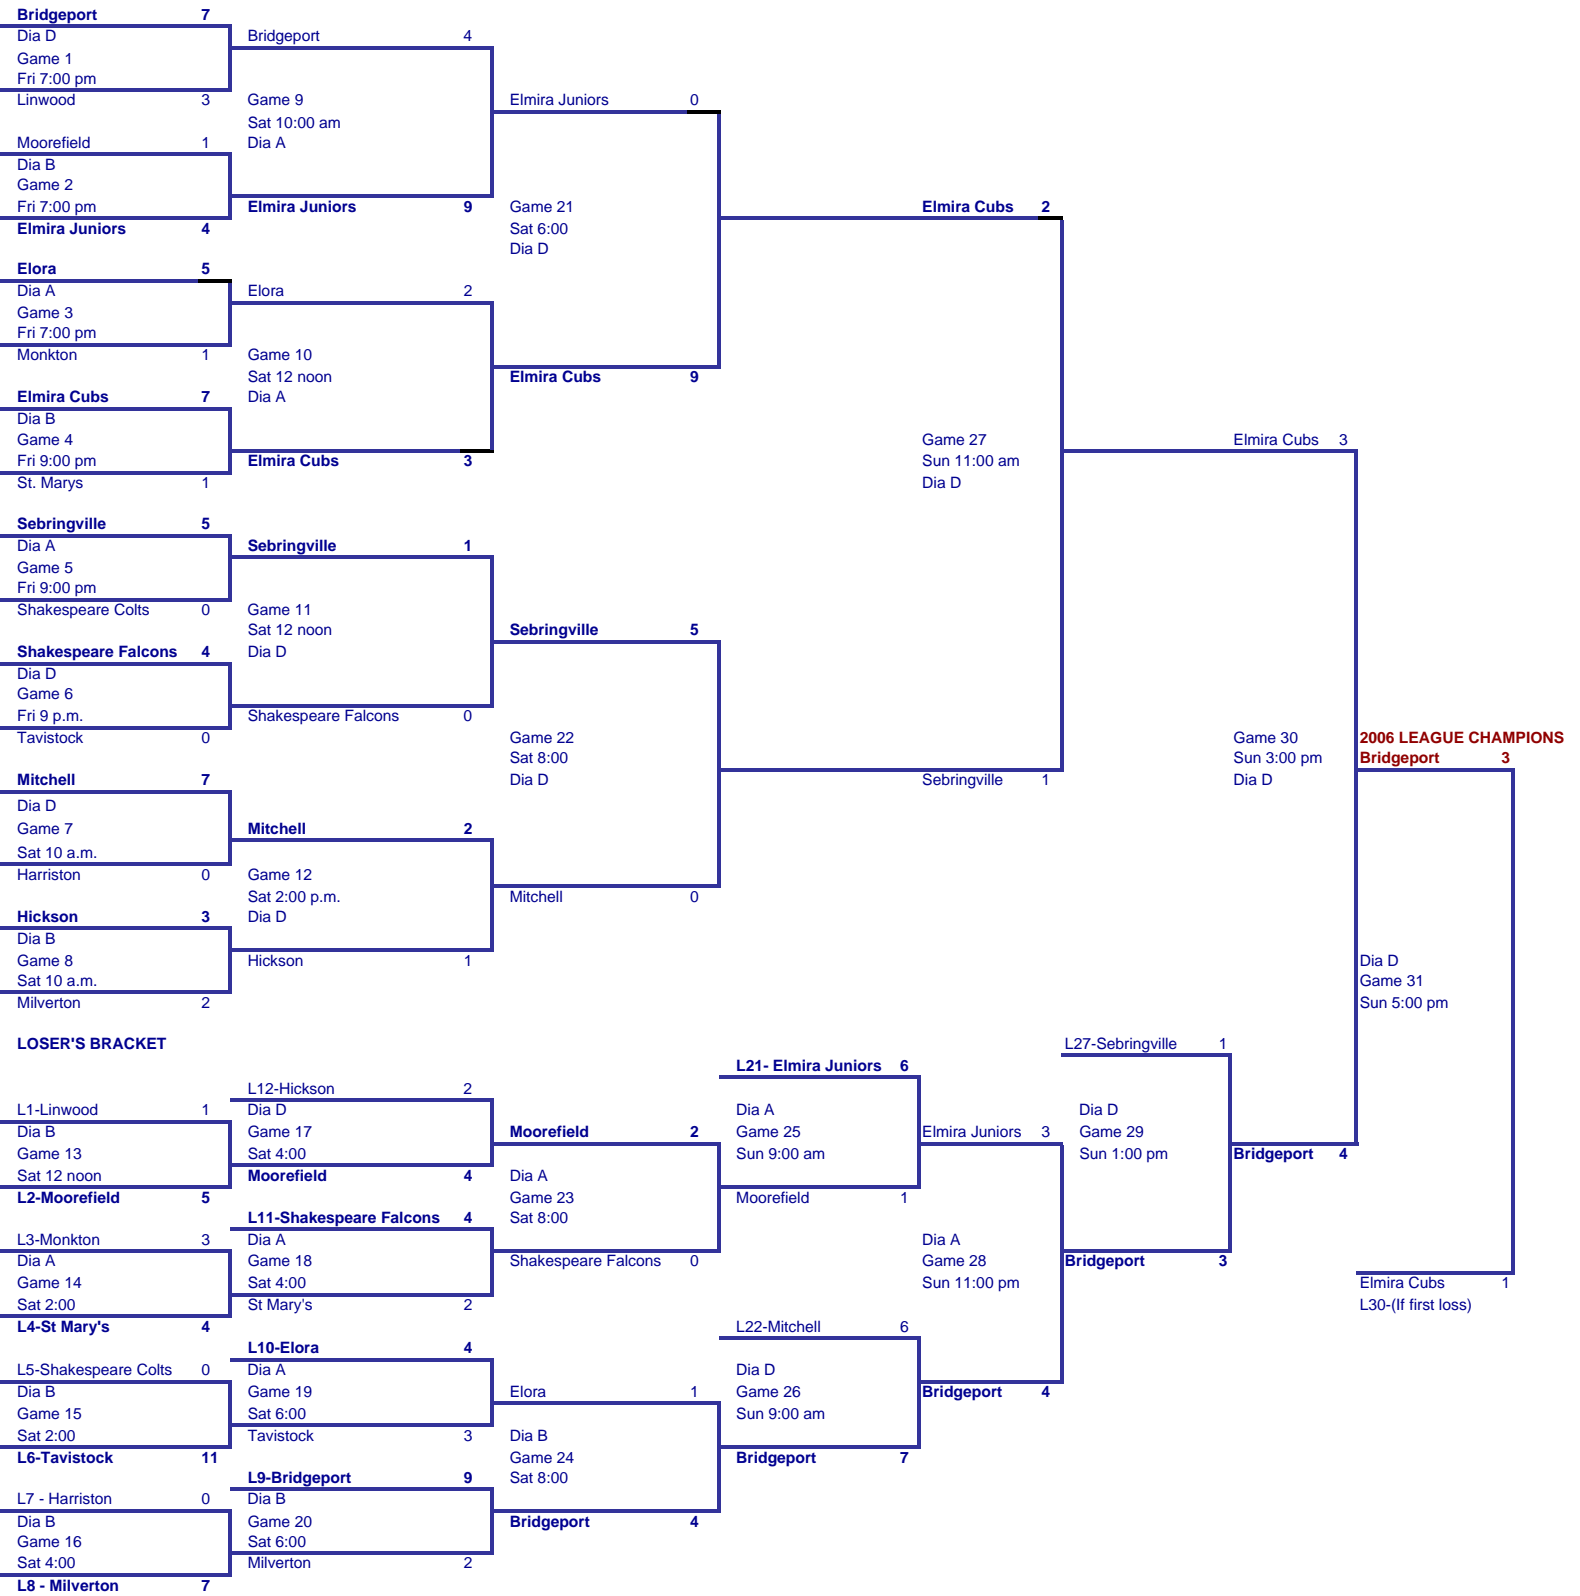 Bridgeport 7
Dia D
Game 1
Fri 7:00 pm
Linwood 3
Moorefield 1
Dia B
Game 2
Fri 7:00 pm
Elmira Juniors 4
Elora 5
Dia A
Game 3
Fri 7:00 pm
Monkton 1
Elmira Cubs 7
Dia B
Game 4
Fri 9:00 pm
St. Marys 1
Sebringville 5
Dia A
Game 5
Fri 9:00 pm
Shakespeare Colts 0
Shakespeare Falcons 4
Dia D
Game 6
Fri 9 p.m.
Tavistock 0
Mitchell 7
Dia D
Game 7
Sat 10 a.m.
Harriston 0
Hickson 3
Dia B
Game 8
Sat 10 a.m.
Milverton 2
Bridgeport 4
Game 9
Sat 10:00 am
Dia A
Elmira Juniors 9
Elora 2
Game 10
Sat 12 noon
Dia A
Elmira Cubs 3
Sebringville 1
Game 11
Sat 12 noon
Dia D
Shakespeare Falcons 0
Mitchell 2
Game 12
Sat 2:00 p.m.
Dia D
Hickson 1
Elmira Juniors 0
Game 21
Sat 6:00
Dia D
Elmira Cubs 9
Sebringville 5
Game 22
Sat 8:00
Dia D
Mitchell 0
Elmira Cubs 2
Game 27
Sun 11:00 am
Dia D
Sebringville 1
Elmira Cubs 3
Game 30
Sun 3:00 pm
Dia D
2006 LEAGUE CHAMPIONS
Bridgeport 3
Dia D
Game 31
Sun 5:00 pm
Elmira Cubs 1
L30-(If first loss)
LOSER'S BRACKET
L1-Linwood 1
Dia B
Game 13
Sat 12 noon
L2-Moorefield 5
L3-Monkton 3
Dia A
Game 14
Sat 2:00
L4-St Mary's 4
L5-Shakespeare Colts 0
Dia B
Game 15
Sat 2:00
L6-Tavistock 11
L7 - Harriston 0
Dia B
Game 16
Sat 4:00
L8 - Milverton 7
L12-Hickson 2
Dia D
Game 17
Sat 4:00
Moorefield 4
L11-Shakespeare Falcons 4
Dia A
Game 18
Sat 4:00
St Mary's 2
L10-Elora 4
Dia A
Game 19
Sat 6:00
Tavistock 3
L9-Bridgeport 9
Dia B
Game 20
Sat 6:00
Milverton 2
Moorefield 2
Dia A
Game 23
Sat 8:00
Shakespeare Falcons 0
Elora 1
Dia B
Game 24
Sat 8:00
Bridgeport 4
L21- Elmira Juniors 6
Dia A
Game 25
Sun 9:00 am
Moorefield 1
L22-Mitchell 6
Dia D
Game 26
Sun 9:00 am
Bridgeport 7
Elmira Juniors 3
Dia A
Game 28
Sun 11:00 pm
Bridgeport 4
L27-Sebringville 1
Dia D
Game 29
Sun 1:00 pm
Bridgeport 3
Bridgeport 4